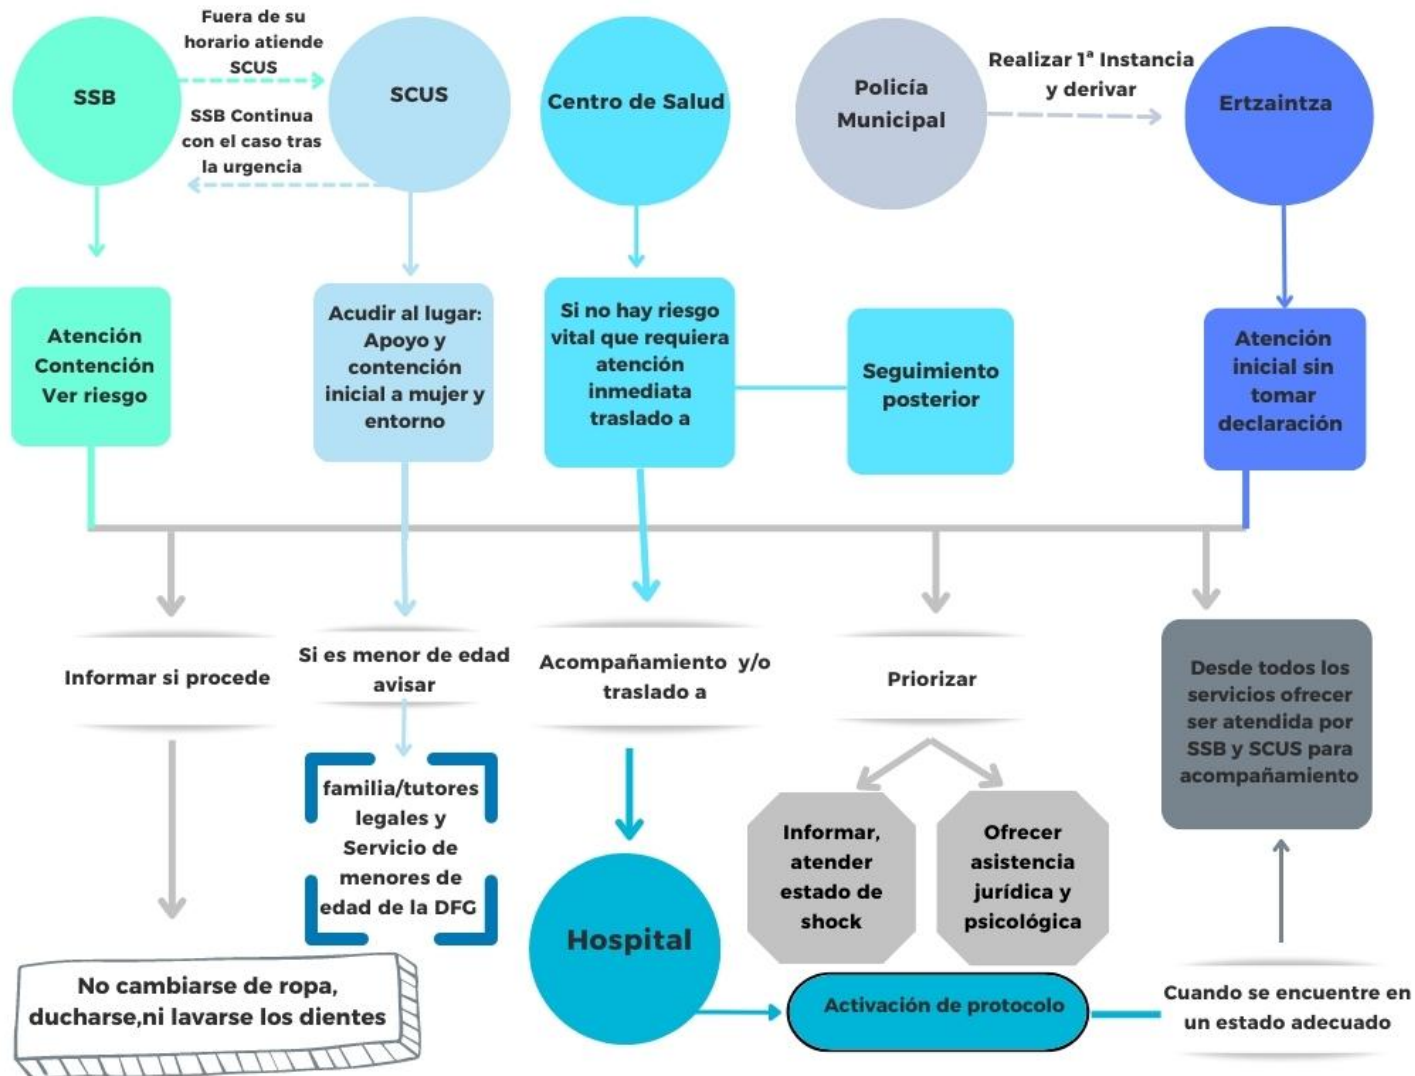 Fuera de su
horario atiende
SCUS
SSB
SCUS
SSB Continua
con el caso tras
la urgencia
Centro de Salud
Policía
Municipal
Realizar 1ª Instancia
y derivar
Ertzaintza
Atención
Contención
Ver riesgo
Acudir al lugar:
Apoyo y
contención
inicial a mujer y
entorno
Si no hay riesgo
vital que requiera
atención
inmediata
traslado a
Seguimiento
posterior
Atención
inicial sin
tomar
declaración
Informar si procede
Si es menor de edad
avisar
Acompañamiento y/o
traslado a
Priorizar
Desde todos los
servicios ofrecer
ser atendida por
SSB y SCUS para
acompañamiento
familia/tutores
legales y
Servicio de
menores de
edad de la DFG
Informar,
atender
estado de
shock
Ofrecer
asistencia
jurídica y
psicológica
Hospital
No cambiarse de ropa,
ducharse,ni lavarse los dientes
Activación de protocolo
Cuando se encuentre en
un estado adecuado